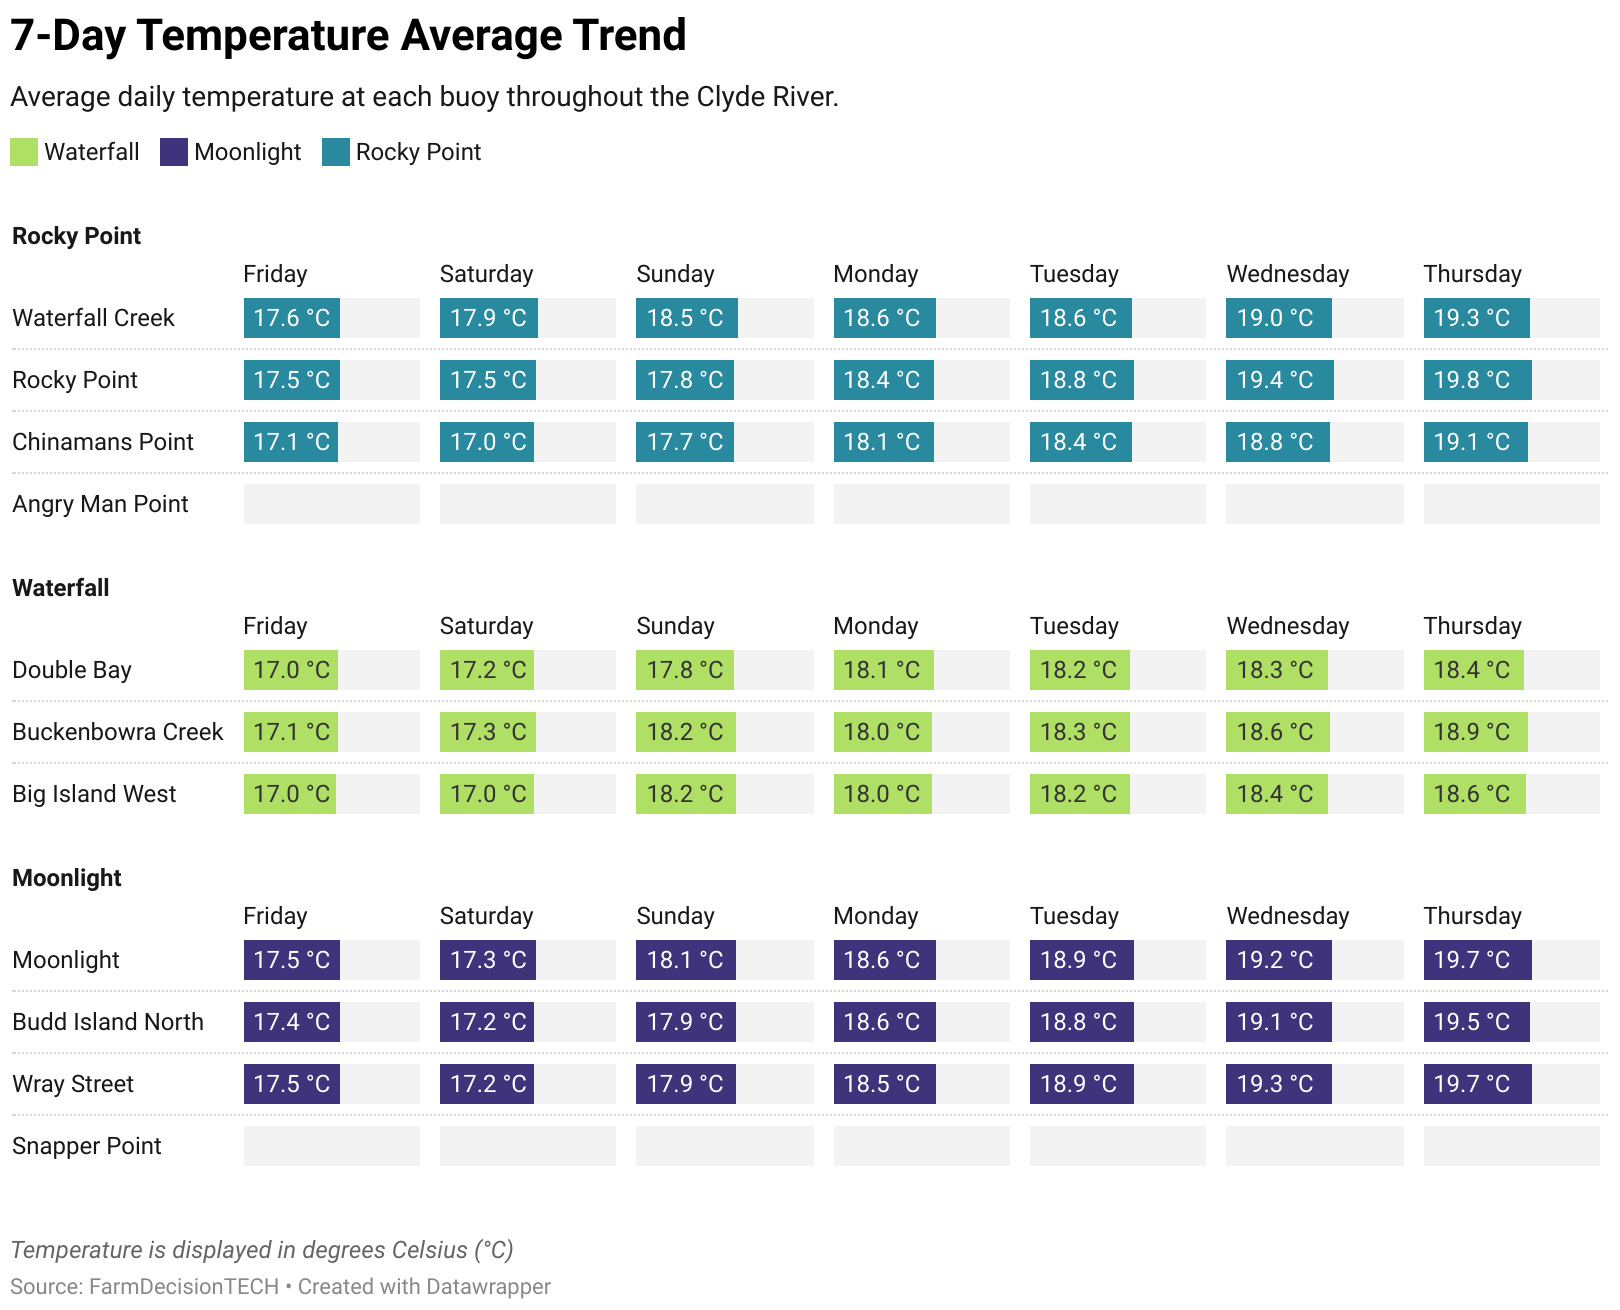 7-Day Temperature Average Trend
Average daily temperature at each buoy throughout the Clyde River.
Waterfall Moonlight Rocky Point
Rocky Point
Friday Saturday Sunday Monday Tuesday Wednesday Thursday
Waterfall Creek 17.6 °C 17.9 °C 18.5 °C 18.6 °C 18.6 °C 19.0 °C 19.3 °C
Rocky Point 17.5 °C 17.5 °C 17.8 °C 18.4 °C 18.8 °C 19.4 °C 19.8 °C
Chinamans Point 17.1 °C 17.0 °C 17.7 °C 18.1 °C 18.4 °C 18.8 °C 19.1 °C
Angry Man Point
Waterfall
Friday Saturday Sunday Monday Tuesday Wednesday Thursday
Double Bay 17.0 °C 17.2 °C 17.8 °C 18.1 °C 18.2 °C 18.3 °C 18.4 °C
Buckenbowra Creek 17.1 °C 17.3 °C 18.2 °C 18.0 °C 18.3 °C 18.6 °C 18.9 °C
Big Island West 17.0 °C 17.0 °C 18.2 °C 18.0 °C 18.2 °C 18.4 °C 18.6 °C
Moonlight
Friday Saturday Sunday Monday Tuesday Wednesday Thursday
Moonlight 17.5 °C 17.3 °C 18.1 °C 18.6 °C 18.9 °C 19.2 °C 19.7 °C
Budd Island North 17.4 °C 17.2 °C 17.9 °C 18.6 °C 18.8 °C 19.1 °C 19.5 °C
Wray Street 17.5 °C 17.2 °C 17.9 °C 18.5 °C 18.9 °C 19.3 °C 19.7 °C
Snapper Point
Temperature is displayed in degrees Celsius (°C)
Source: FarmDecisionTECH • Created with Datawrapper